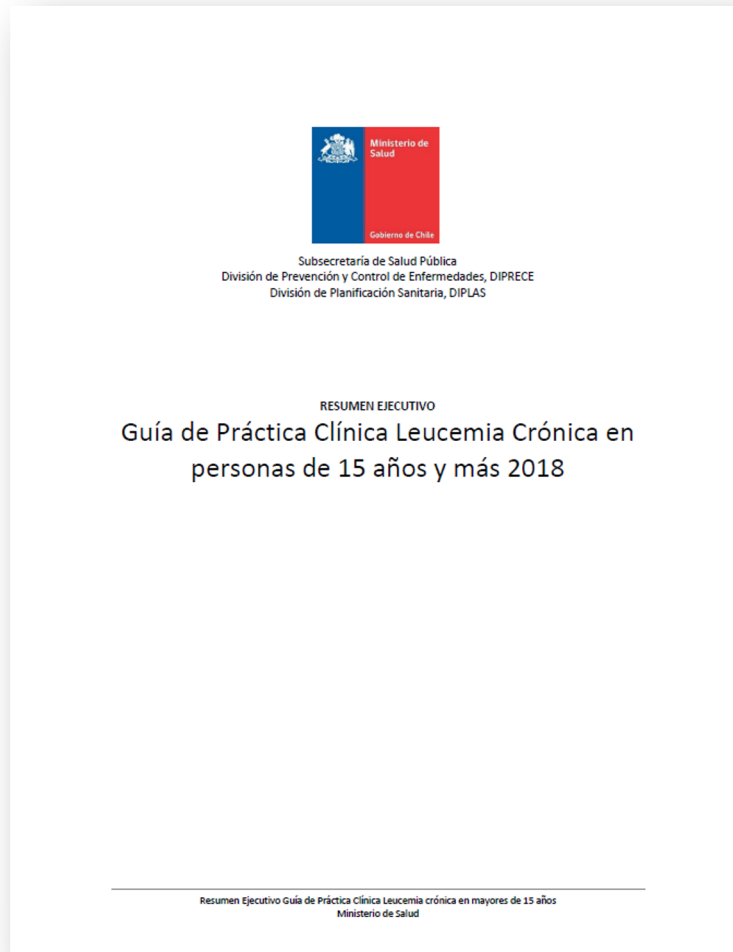 Ministerio de
Salud
Gobierno de Chile
Subsecretaría de Salud Pública
División de Prevención y Control de Enfermedades, DIPRECE
División de Planificación Sanitaria, DIPLAS
RESUMEN EJECUTIVO
Guía de Práctica Clínica Leucemia Crónica en
personas de 15 años y más 2018
Resumen Ejecutivo Guía de Práctica Clínica Leucemia crónica en mayores de 15 años
Ministerio de Salud